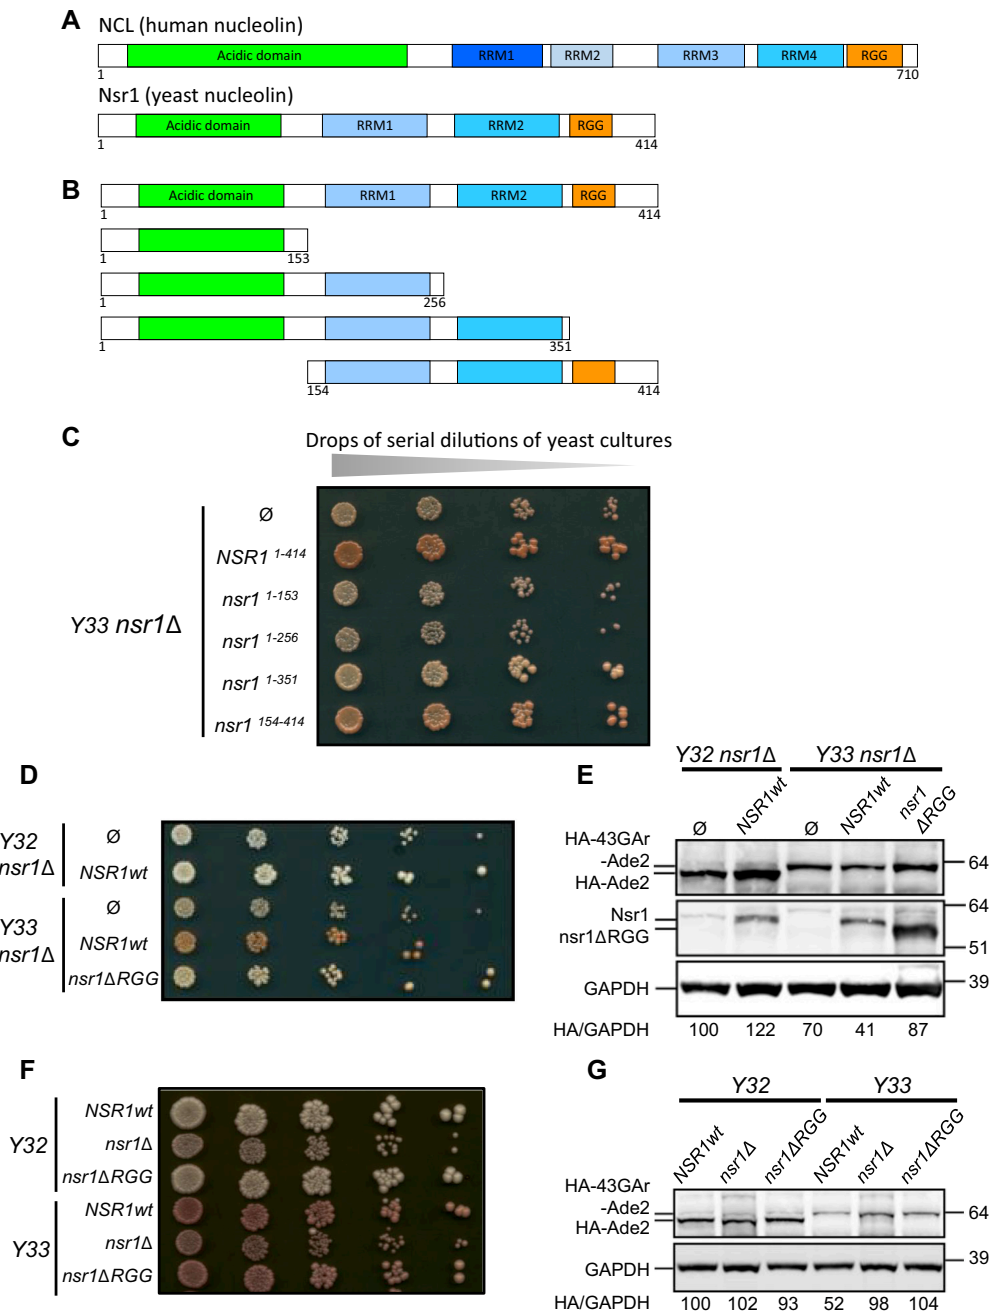 A
NCL (human nucleolin)
Acidic domain RRM1 RRM2 RRM3 RRM4 RGG
1 710
Nsr1 (yeast nucleolin)
Acidic domain RRM1 RRM2 RGG
1 414
B
Acidic domain RRM1 RRM2 RGG
1 414
1 153
1 256
1 351
154 414
C
Drops of serial dilutions of yeast cultures
Y33 nsr1Δ
Ø
NSR1 1-414
nsr1 1-153
nsr1 1-256
nsr1 1-351
nsr1 154-414
D
Y32 nsr1Δ
Ø
NSR1wt
Y33 nsr1Δ
Ø
NSR1wt
nsr1ΔRGG
E
Y32 nsr1Δ Y33 nsr1Δ
Ø NSR1wt Ø NSR1wt nsr1 ΔRGG
HA-43GAr
-Ade2
HA-Ade2
64
Nsr1
nsr1ΔRGG
64
51
GAPDH
39
HA/GAPDH 100 122 70 41 87
F
Y32
NSR1wt
nsr1Δ
nsr1ΔRGG
Y33
NSR1wt
nsr1Δ
nsr1ΔRGG
G
Y32 Y33
NSR1wt nsr1Δ nsr1ΔRGG NSR1wt nsr1Δ nsr1ΔRGG
HA-43GAr
-Ade2
HA-Ade2
64
GAPDH
39
HA/GAPDH 100 102 93 52 98 104